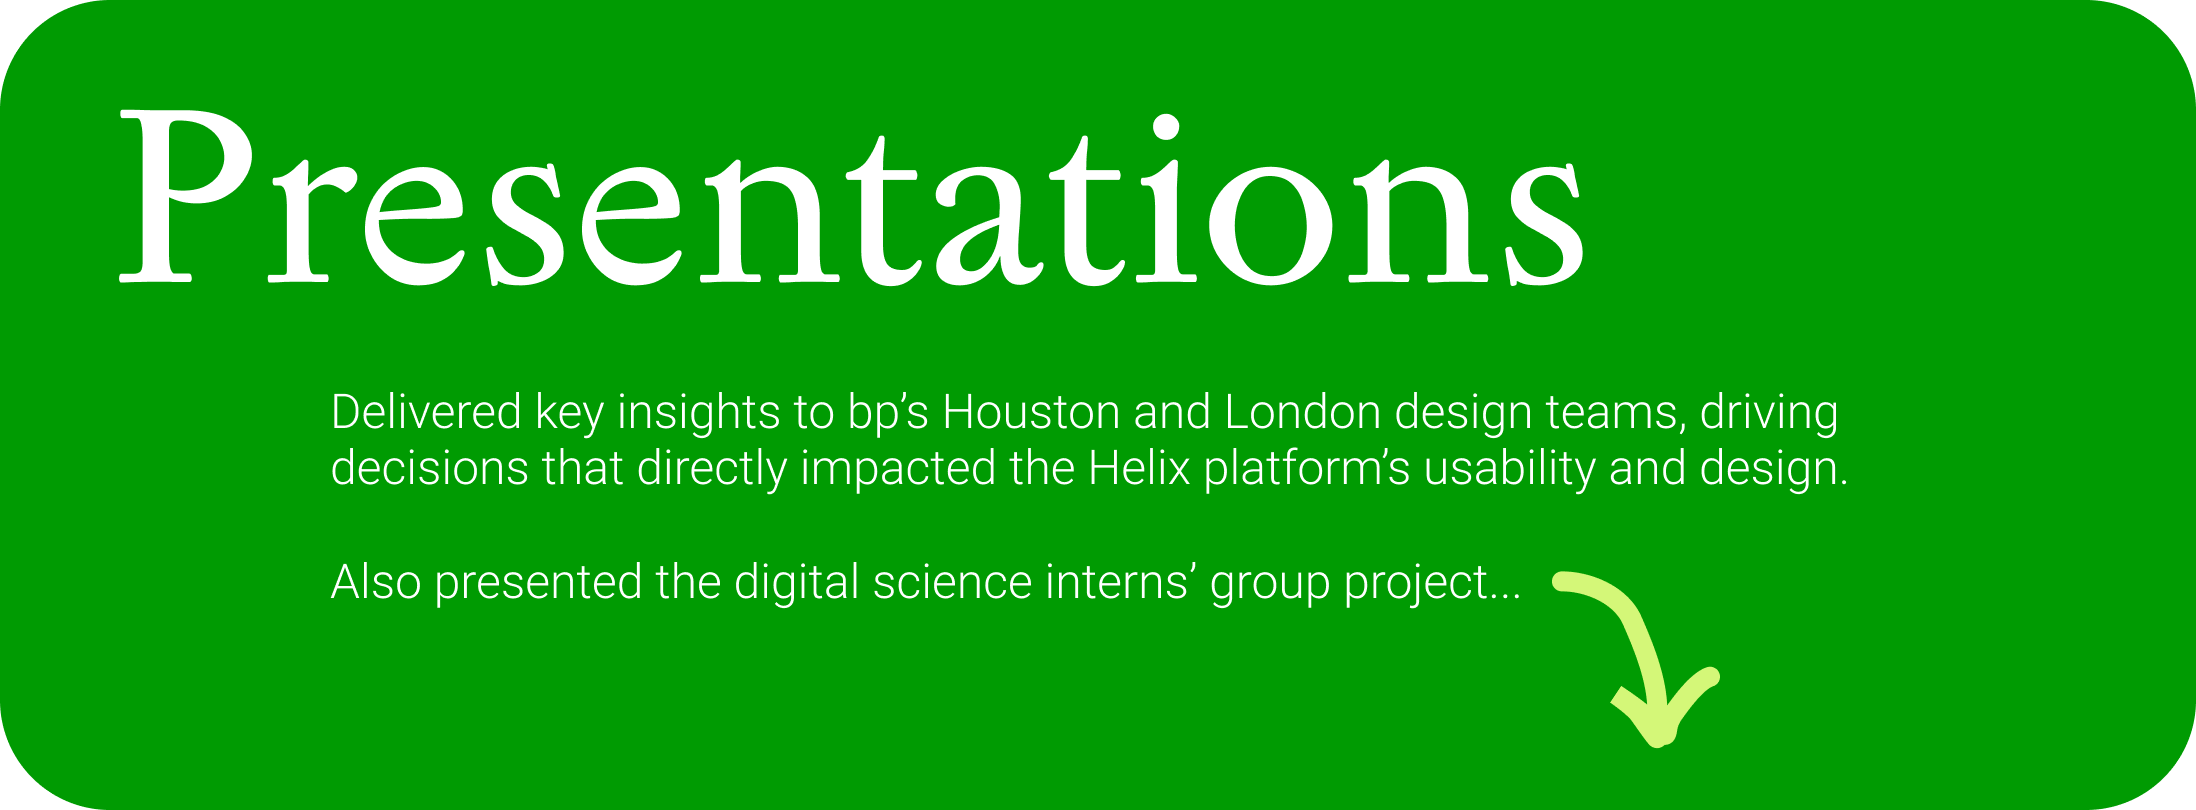 Presentations
Delivered key insights to bp’s Houston and London design teams, driving
decisions that directly impacted the Helix platform’s usability and design.
Also presented the digital science interns’ group project...